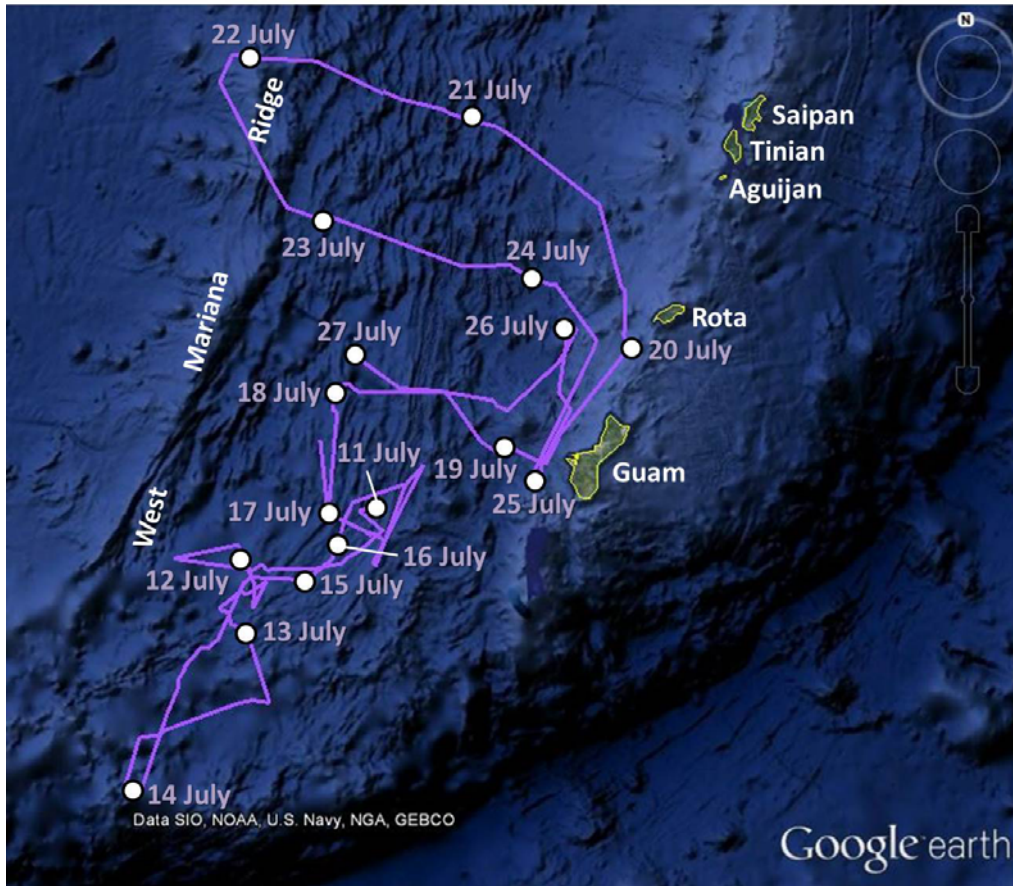 22 July
N
21 July
Ridge
Saipan
Tinian
Aguijan
23 July
24 July
Mariana
27 July
26 July
Rota
20 July
18 July
11 July
19 July
Guam
25 July
West
17 July
16 July
12 July
15 July
13 July
14 July
Data SIO, NOAA, U.S. Navy, NGA, GEBCO
Google earth